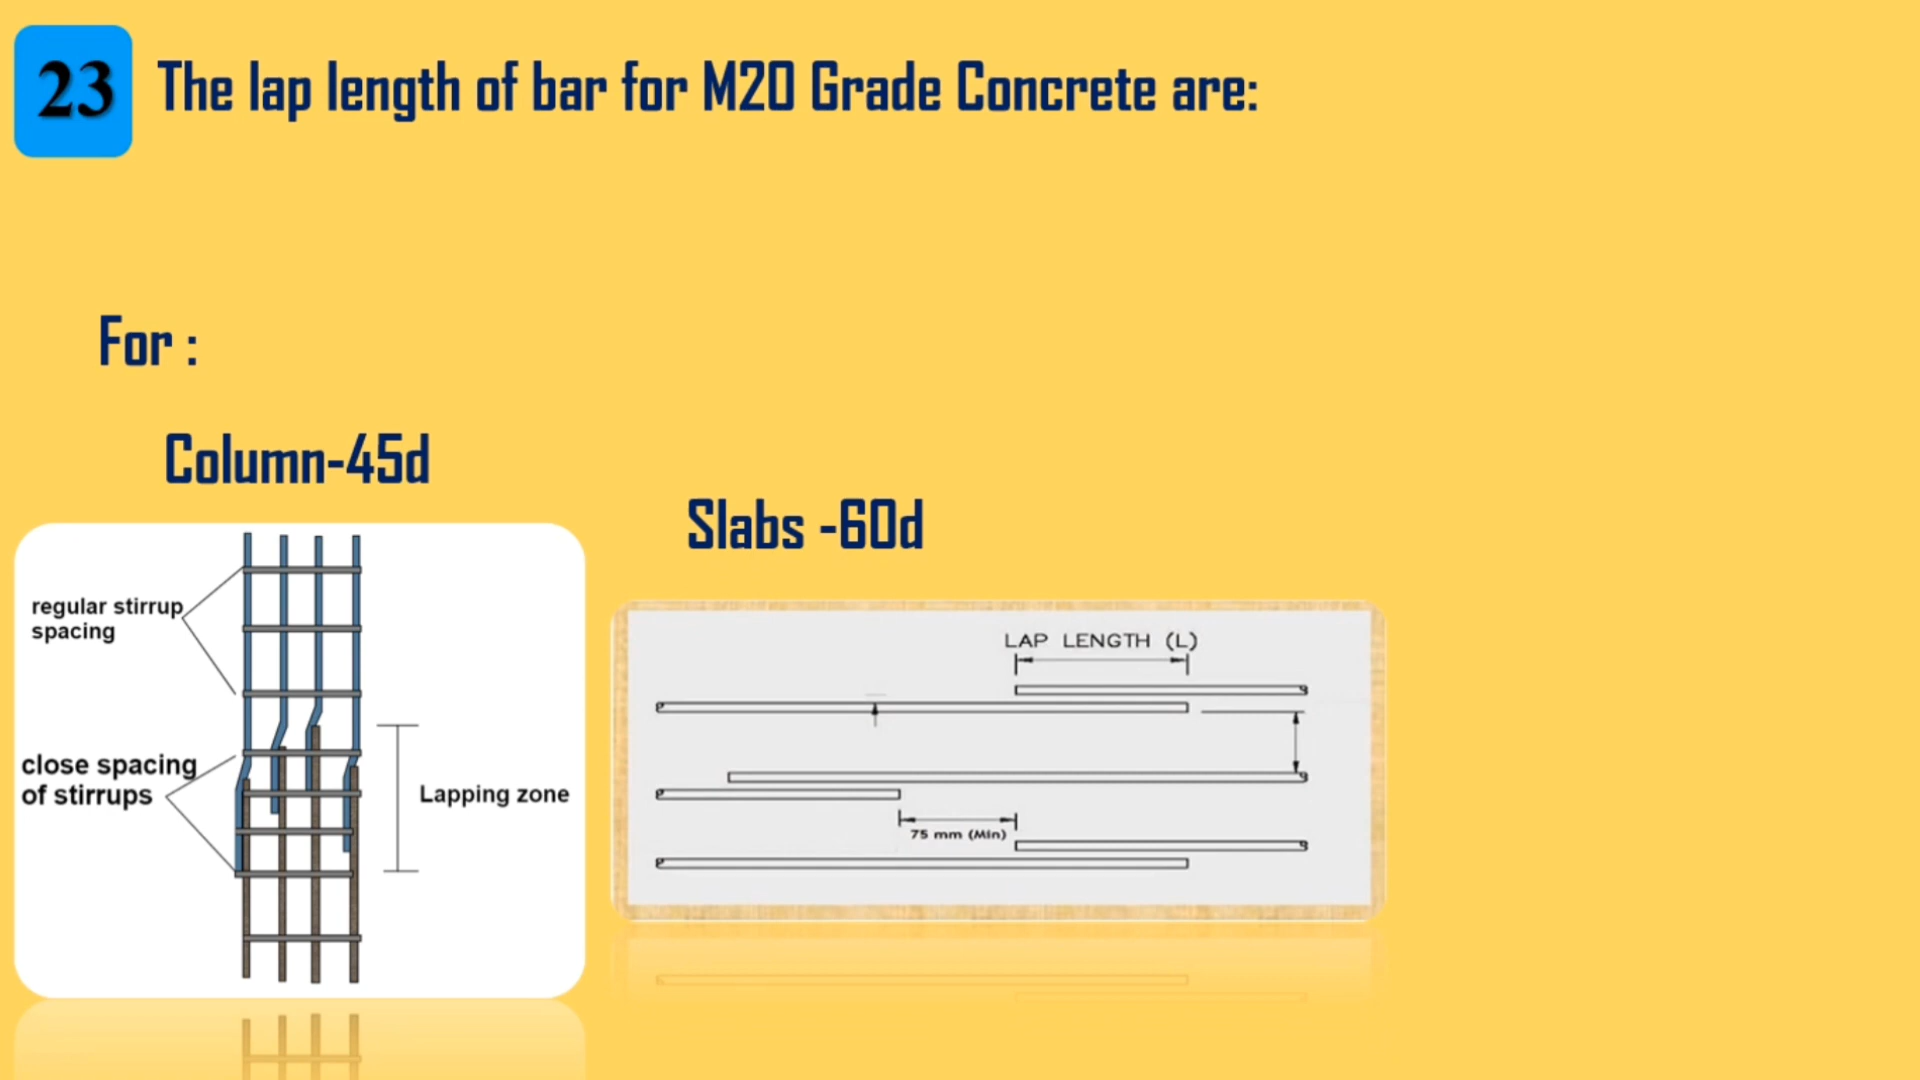 23
The lap length of bar for M20 Grade Concrete are:
For :
Column-45d
Slabs -60d
regular stirrup
spacing
close spacing
of stirrups
Lapping zone
LAP LENGTH (L)
75 mm (Min)